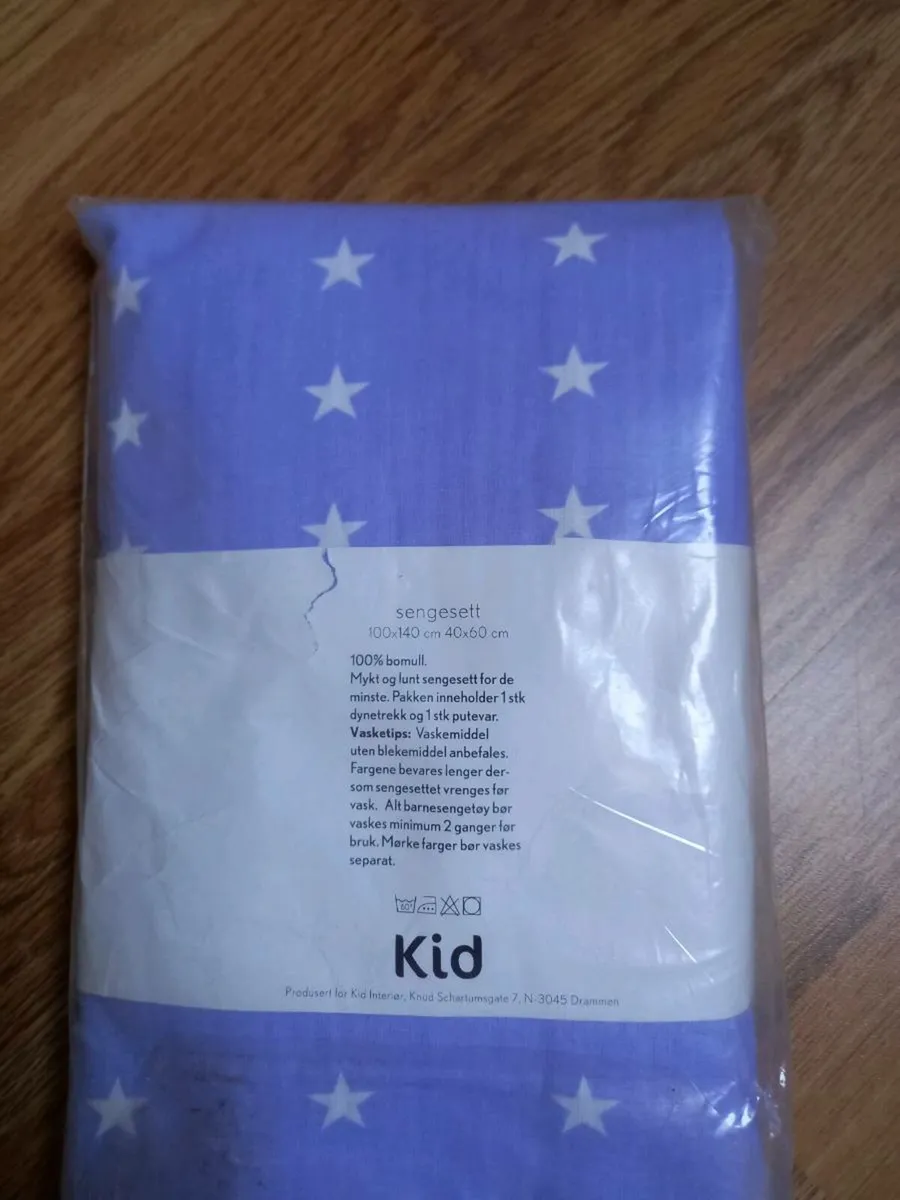 sengesett
100x140 cm 40x60 cm
100% bomull.
Mykt og lunt sengesett for de
minste. Pakken inneholder 1 stk
dynetrekk og 1 stk putevar.
Vasketips: Vaskemiddel
uten blekemiddel anbefales.
Fargene bevares lenger der-
som sengesettet vrenges før
vask. Alt barnesengetøy bør
vaskes minimum 2 ganger før
bruk. Mørke farger bør vaskes
separat.
60°
Kid
Produsert for Kid Interiør, Knud Schartumsgate 7, N-3045 Drammen